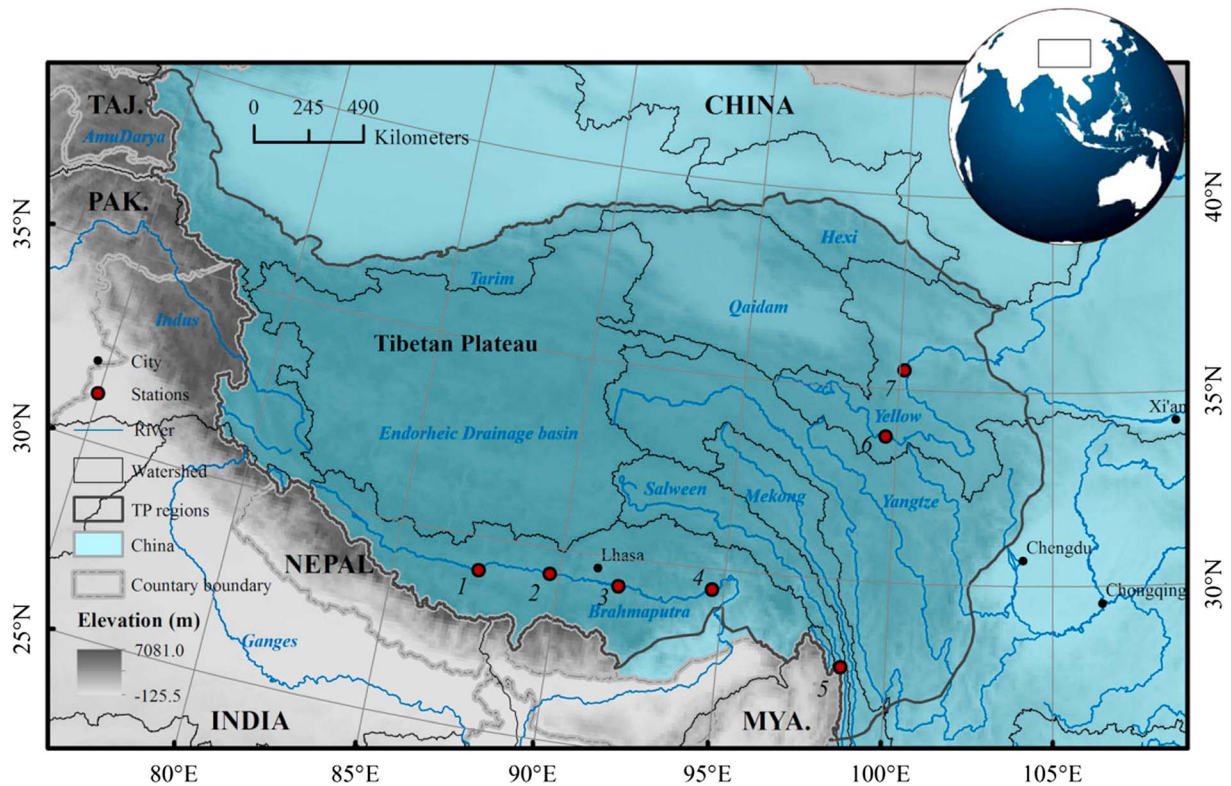 TAJ.
AmuDarya
0 245 490
Kilometers
CHINA
PAK.
35°N
40°N
Hexi
Tarim
Qaidam
Indus
Tibetan Plateau
City
Stations
River
Watershed
TP regions
China
Countary boundary
Elevation (m)
7081.0
-125.5
30°N
35°N
7
Yellow
Xi'an
6
Endorheic Drainage basin
Salween
Mekong
Yangtze
NEPAL
Lhasa
1
2
3
4
Brahmaputra
Chengdu
Chongqing
30°N
25°N
Ganges
5
INDIA
MYA.
80°E
85°E
90°E
95°E
100°E
105°E